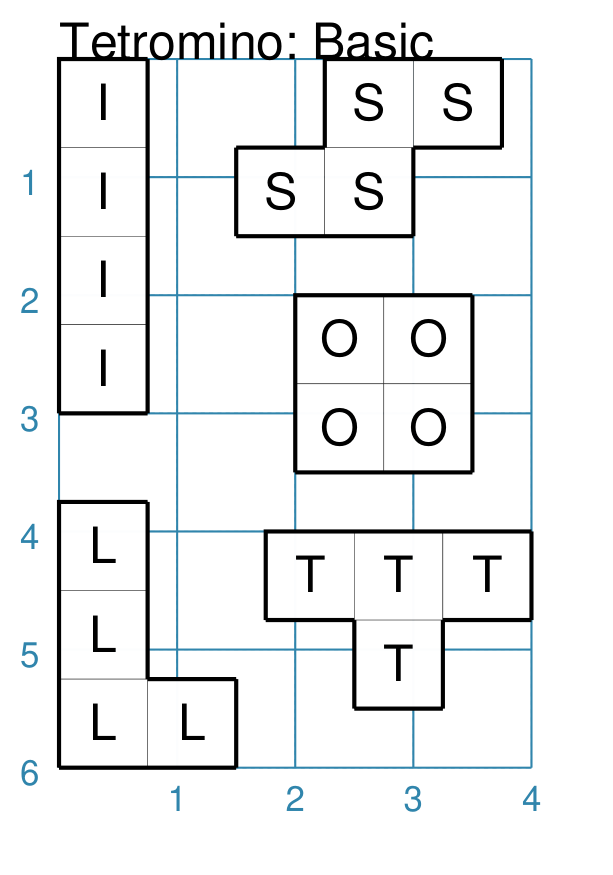 Tetromino: Basic
I S S
1
I S S
I
2
O O
I
3
O O
4
L T T T
L
5
T
L L
6
1 2 3 4